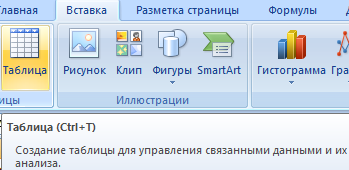 Главная Вставка Разметка страницы Формулы
Таблица Рисунок Клип Фигуры SmartArt Гистограмма
Иллюстрации
Таблица (Ctrl+T)
Создание таблицы для управления связанными данными и их
анализа.